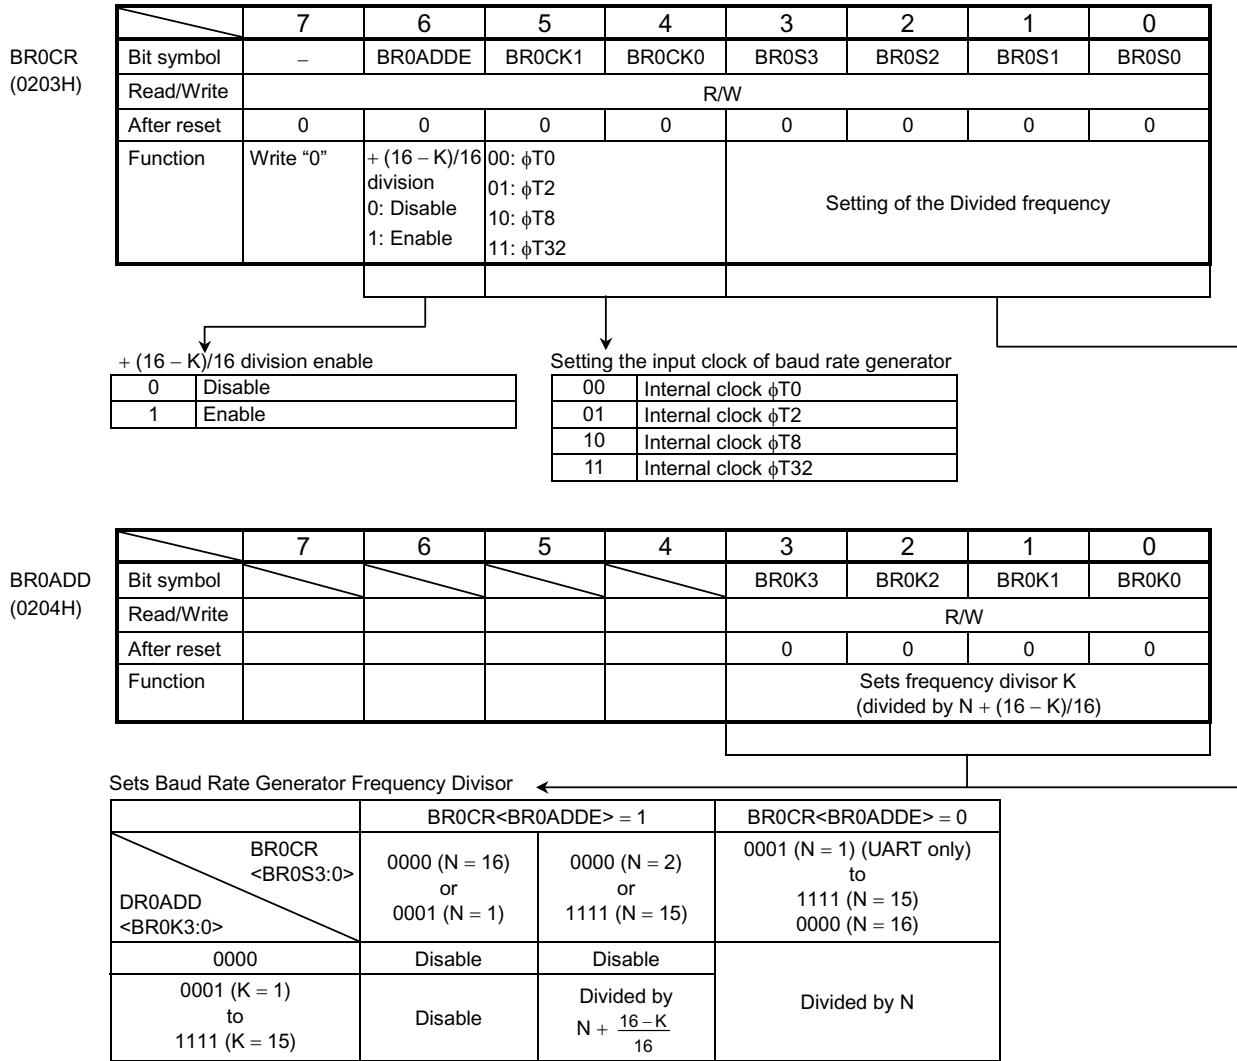 7 6 5 4 3 2 1 0
BR0CR
(0203H)
Bit symbol – BR0ADDE BR0CK1 BR0CK0 BR0S3 BR0S2 BR0S1 BR0S0
Read/Write R/W
After reset 0 0 0 0 0 0 0 0
Function Write “0” + (16 – K)/16
division
0: Disable
1: Enable
00: ϕT0
01: ϕT2
10: ϕT8
11: ϕT32
Setting of the Divided frequency
+ (16 – K)/16 division enable
0 Disable
1 Enable
Setting the input clock of baud rate generator
00 Internal clock ϕT0
01 Internal clock ϕT2
10 Internal clock ϕT8
11 Internal clock ϕT32
7 6 5 4 3 2 1 0
BR0ADD
(0204H)
Bit symbol BR0K3 BR0K2 BR0K1 BR0K0
Read/Write R/W
After reset 0 0 0 0
Function Sets frequency divisor K
(divided by N + (16 – K)/16)
Sets Baud Rate Generator Frequency Divisor
BR0CR<BR0ADDE> = 1 BR0CR<BR0ADDE> = 0
BR0CR
<BR0S3:0>
DR0ADD
<BR0K3:0>
0000 (N = 16)
or
0001 (N = 1)
0000 (N = 2)
or
1111 (N = 15)
0001 (N = 1) (UART only)
to
1111 (N = 15)
0000 (N = 16)
0000 Disable Disable
0001 (K = 1)
to
1111 (K = 15)
Disable
Divided by
N + 16 – K
16
Divided by N